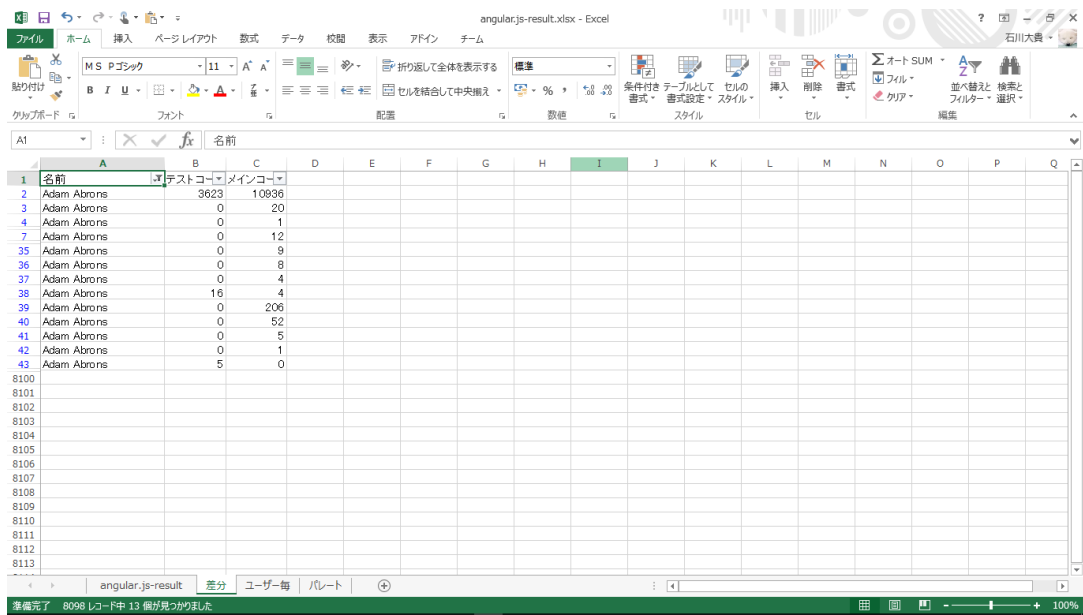 angular.js-result.xlsx - Excel
ファイル ホーム 挿入 ページ レイアウト 数式 データ 校閲 表示 アドイン チーム 石川大貴
貼り付け MS Pゴシック 11 折り返して全体を表示する 標準 条件付き書式 テーブルとして書式設定 セルのスタイル 挿入 削除 書式 オート SUM フィル クリア 並べ替えとフィルター 検索と選択
B I U セルを結合して中央揃え %
クリップボード フォント 配置 数値 スタイル セル 編集
A1 fx 名前
A B C D E F G H I J K L M N O P Q
1 名前 テストコー メインコー
2 Adam Abrons 3623 10936
3 Adam Abrons 0 20
4 Adam Abrons 0 1
7 Adam Abrons 0 12
35 Adam Abrons 0 9
36 Adam Abrons 0 8
37 Adam Abrons 0 4
38 Adam Abrons 16 4
39 Adam Abrons 0 206
40 Adam Abrons 0 52
41 Adam Abrons 0 5
42 Adam Abrons 0 1
43 Adam Abrons 5 0
8100
8101
8102
8103
8104
8105
8106
8107
8108
8109
8110
8111
8112
8113
angular.js-result 差分 ユーザー毎 パレート
準備完了 8098 レコード中 13 個が見つかりました 100%